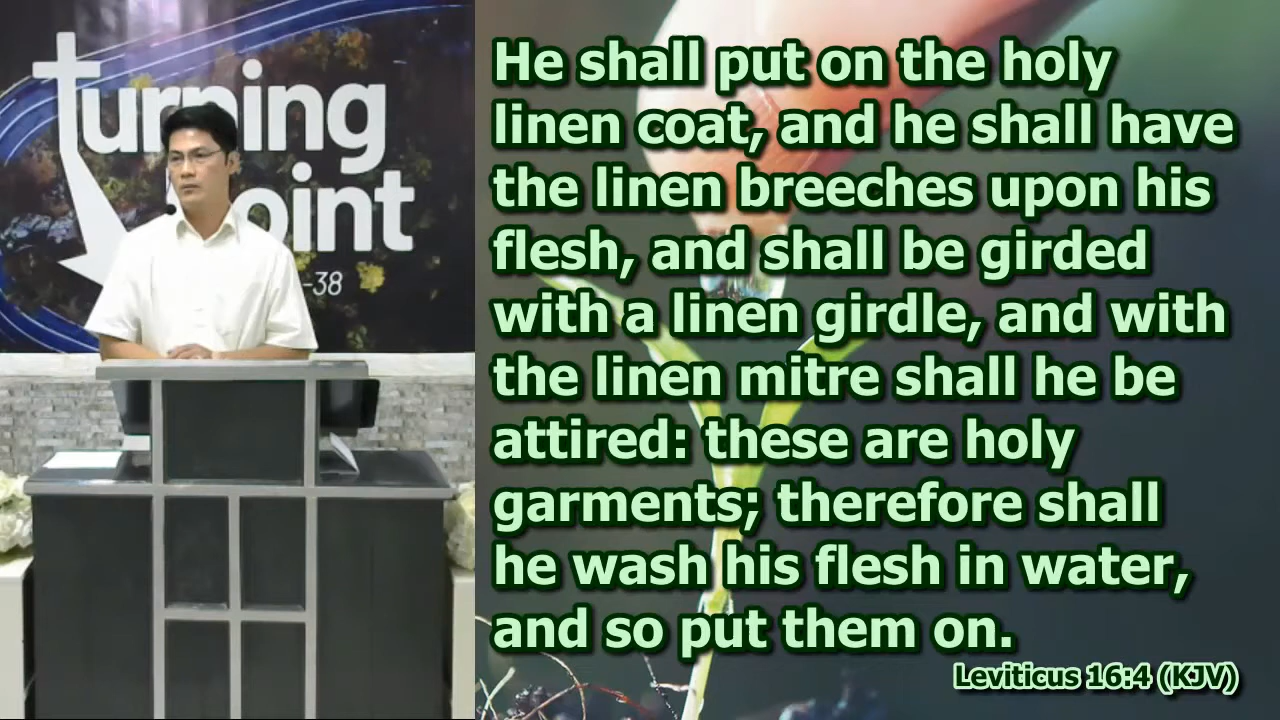 turning
point
-38
He shall put on the holy
linen coat, and he shall have
the linen breeches upon his
flesh, and shall be girded
with a linen girdle, and with
the linen mitre shall he be
attired: these are holy
garments; therefore shall
he wash his flesh in water,
and so put them on.
Leviticus 16:4 (KJV)